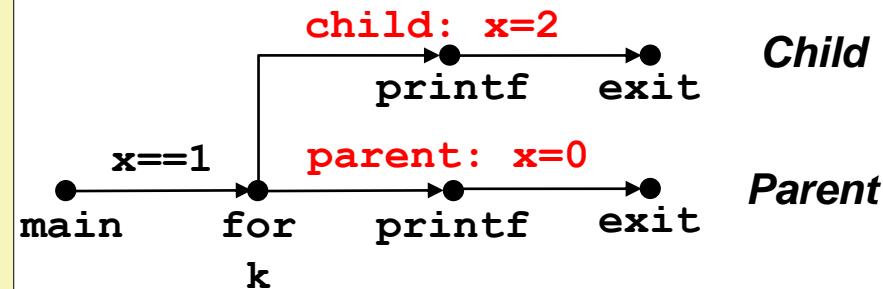 child: x=2
Child
printf exit
x==1 parent: x=0
Parent
main for printf exit
k